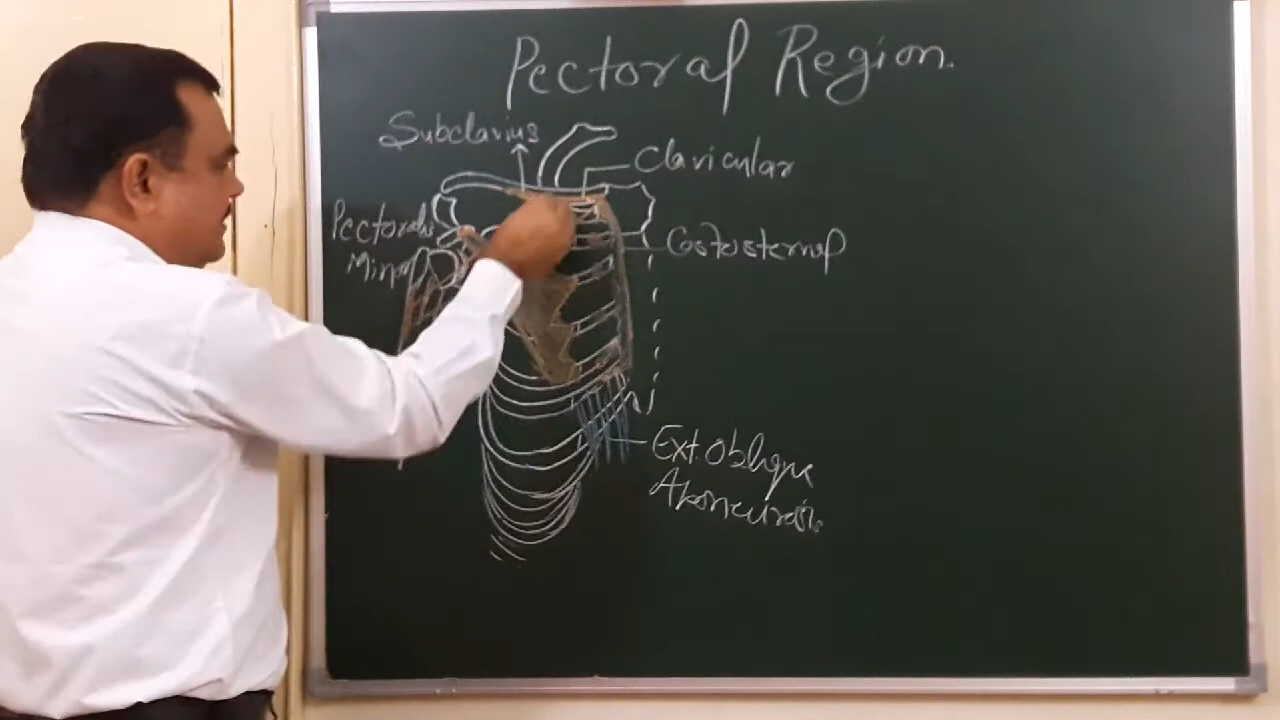 Pectoral Region.
Subclavius
Clavicular
Pectoralis
Minor
Costosternal
Ext. Oblique
Aponeurosis